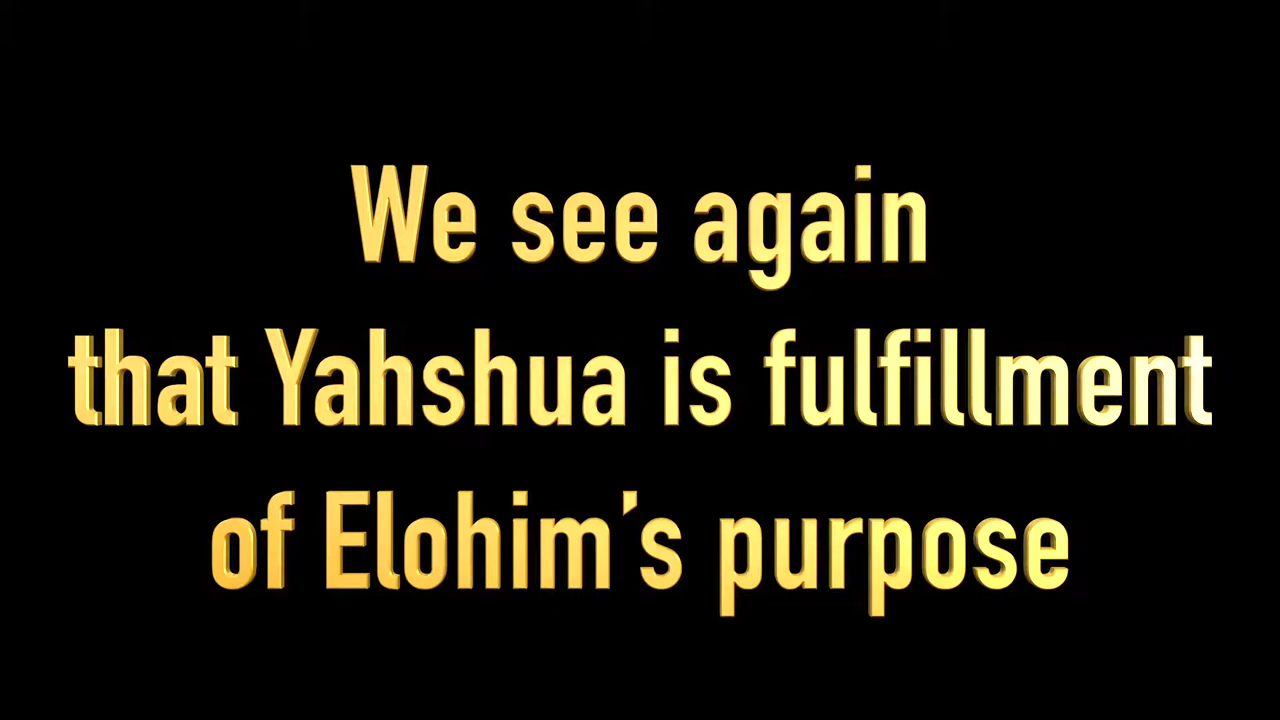 We see again
that Yahshua is fulfillment
of Elohim’s purpose